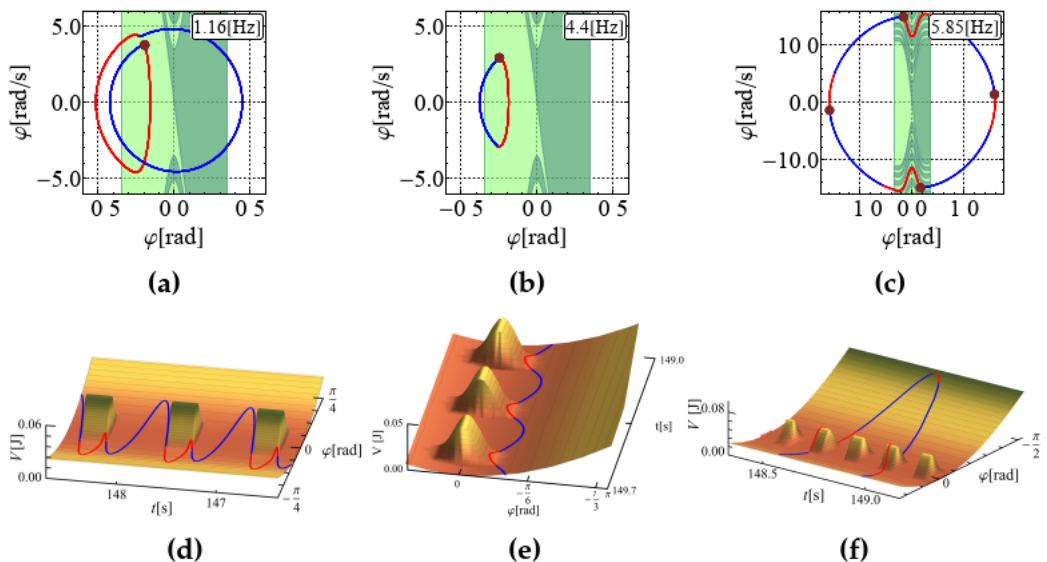 5.0
1.16[Hz]
φ[rad/s]
0.0
−5.0
0 5
0 0
0 5
φ[rad]
(a)
5.0
4.4[Hz]
φ[rad/s]
0.0
−5.0
−0 5
0 0
0 5
φ[rad]
(b)
15 0
5.85[Hz]
φ[rad/s]
0.0
−10.0
1 0
0 0
1 0
φ[rad]
(c)
0.06
V[J]
0.00
148
147
t[s]
π/4
0
φ[rad]
−π/4
(d)
0.05
V[J]
0.00
0
−π/6
φ[rad]
149.0
t[s]
149.7
(e)
0.08
V [J]
0.00
148.5
t[s]
149.0
−π/2
0
φ[rad]
(f)